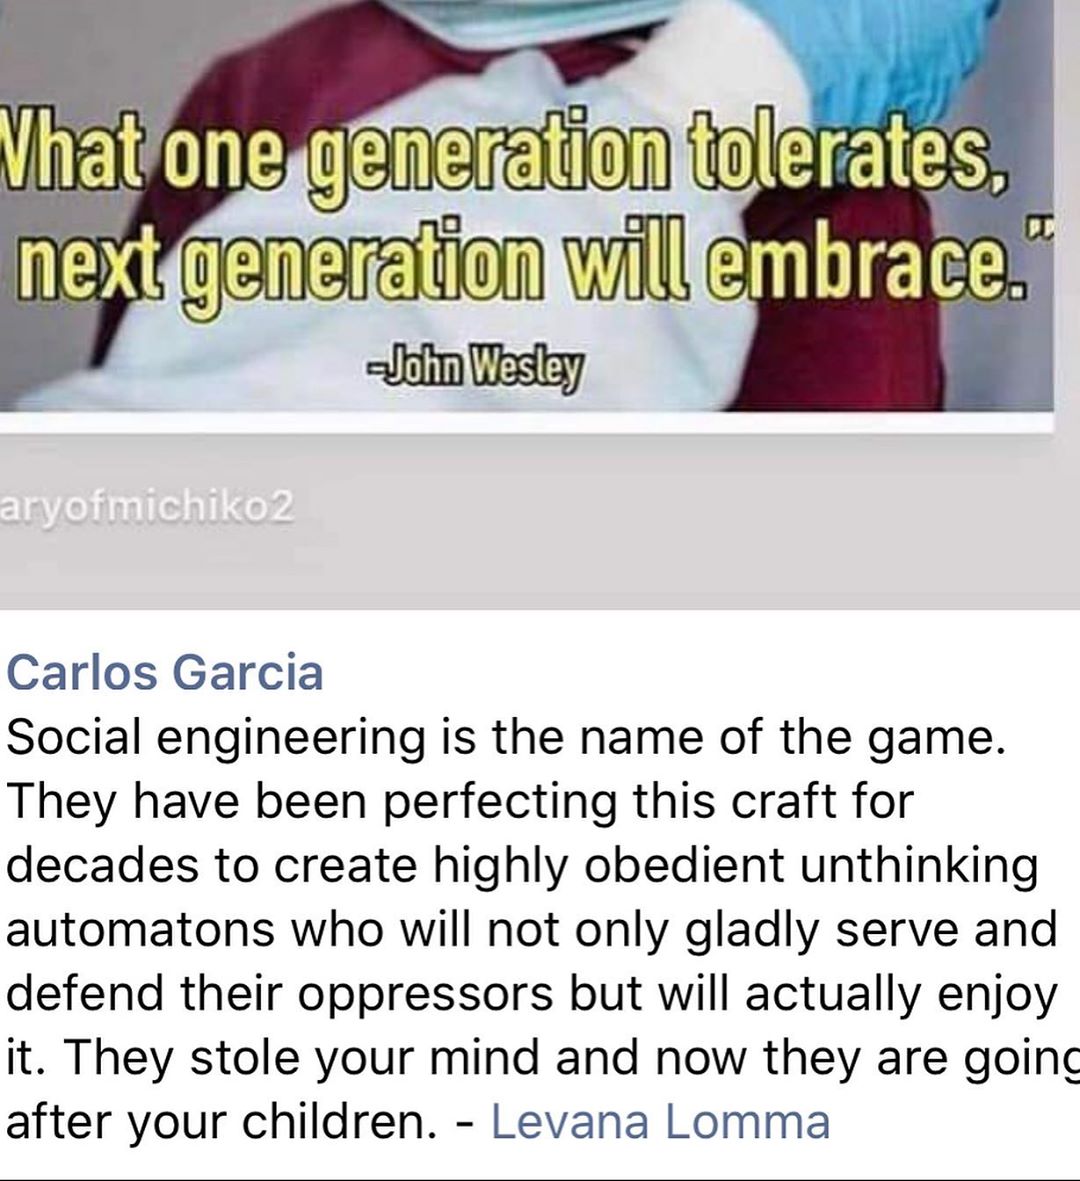 What one generation tolerates,
next generation will embrace."
-John Wesley
aryofmichiko2
Carlos Garcia
Social engineering is the name of the game.
They have been perfecting this craft for
decades to create highly obedient unthinking
automatons who will not only gladly serve and
defend their oppressors but will actually enjoy
it. They stole your mind and now they are going
after your children. - Levana Lomma